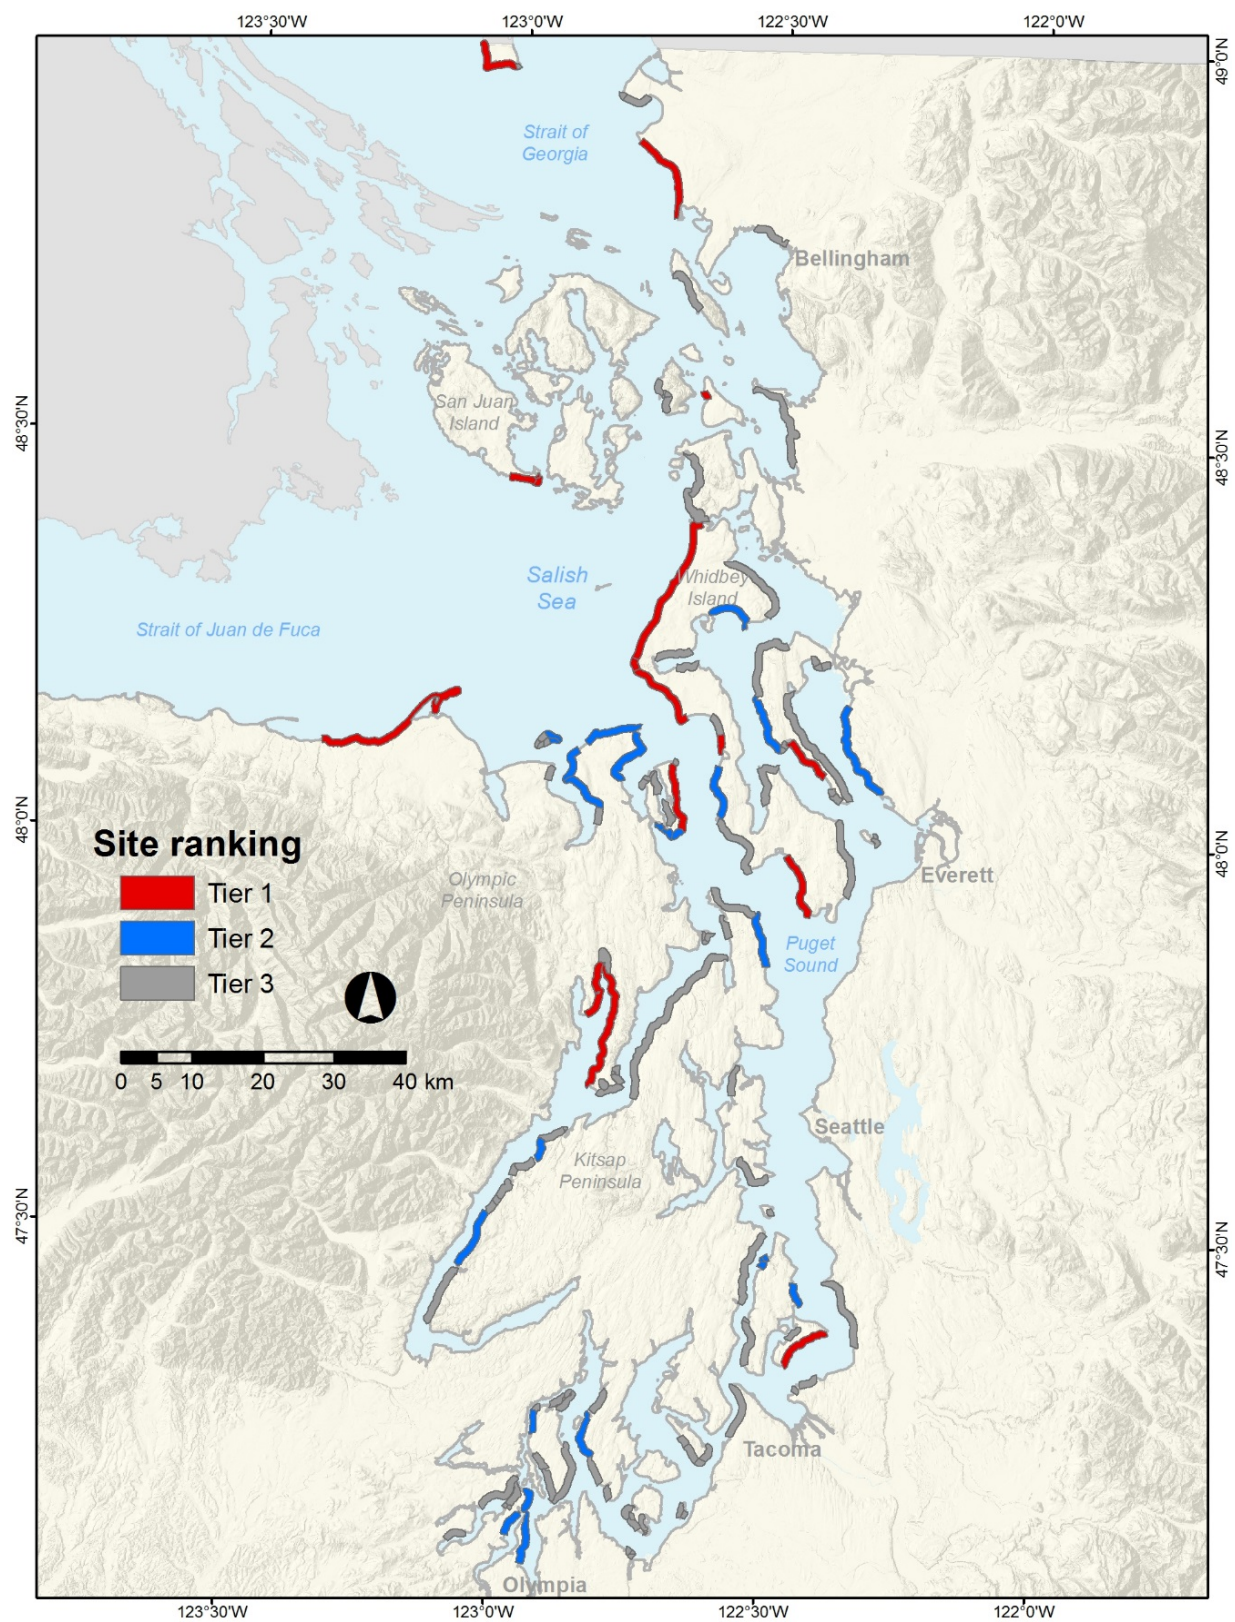 123°30'W
123°0'W
122°30'W
122°0'W
49°0'N
Strait of
Georgia
Bellingham
San Juan
Island
48°30'N
48°30'N
Whidbey
Island
Salish
Sea
Strait of Juan de Fuca
48°0'N
48°0'N
Site ranking
Tier 1
Tier 2
Tier 3
Olympic
Peninsula
Everett
Puget
Sound
0 5 10 20 30 40 km
Seattle
Kitsap
Peninsula
47°30'N
47°30'N
Tacoma
Olympia
123°30'W
123°0'W
122°30'W
122°0'W